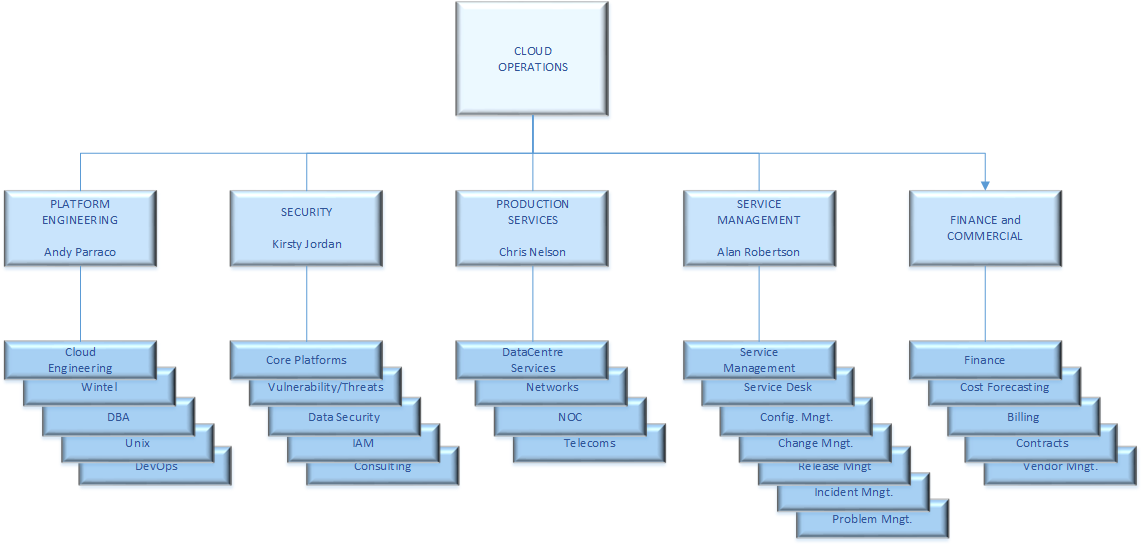 CLOUD
OPERATIONS
PLATFORM
ENGINEERING
Andy Parraco
SECURITY
Kirsty Jordan
PRODUCTION
SERVICES
Chris Nelson
SERVICE
MANAGEMENT
Alan Robertson
FINANCE and
COMMERCIAL
Cloud
Engineering
Wintel
DBA
Unix
DevOps
Core Platforms
Vulnerability/Threats
Data Security
IAM
Consulting
DataCentre
Services
Networks
NOC
Telecoms
Service
Management
Service Desk
Config. Mngt.
Change Mngt.
Release Mngt
Incident Mngt.
Problem Mngt.
Finance
Cost Forecasting
Billing
Contracts
Vendor Mngt.